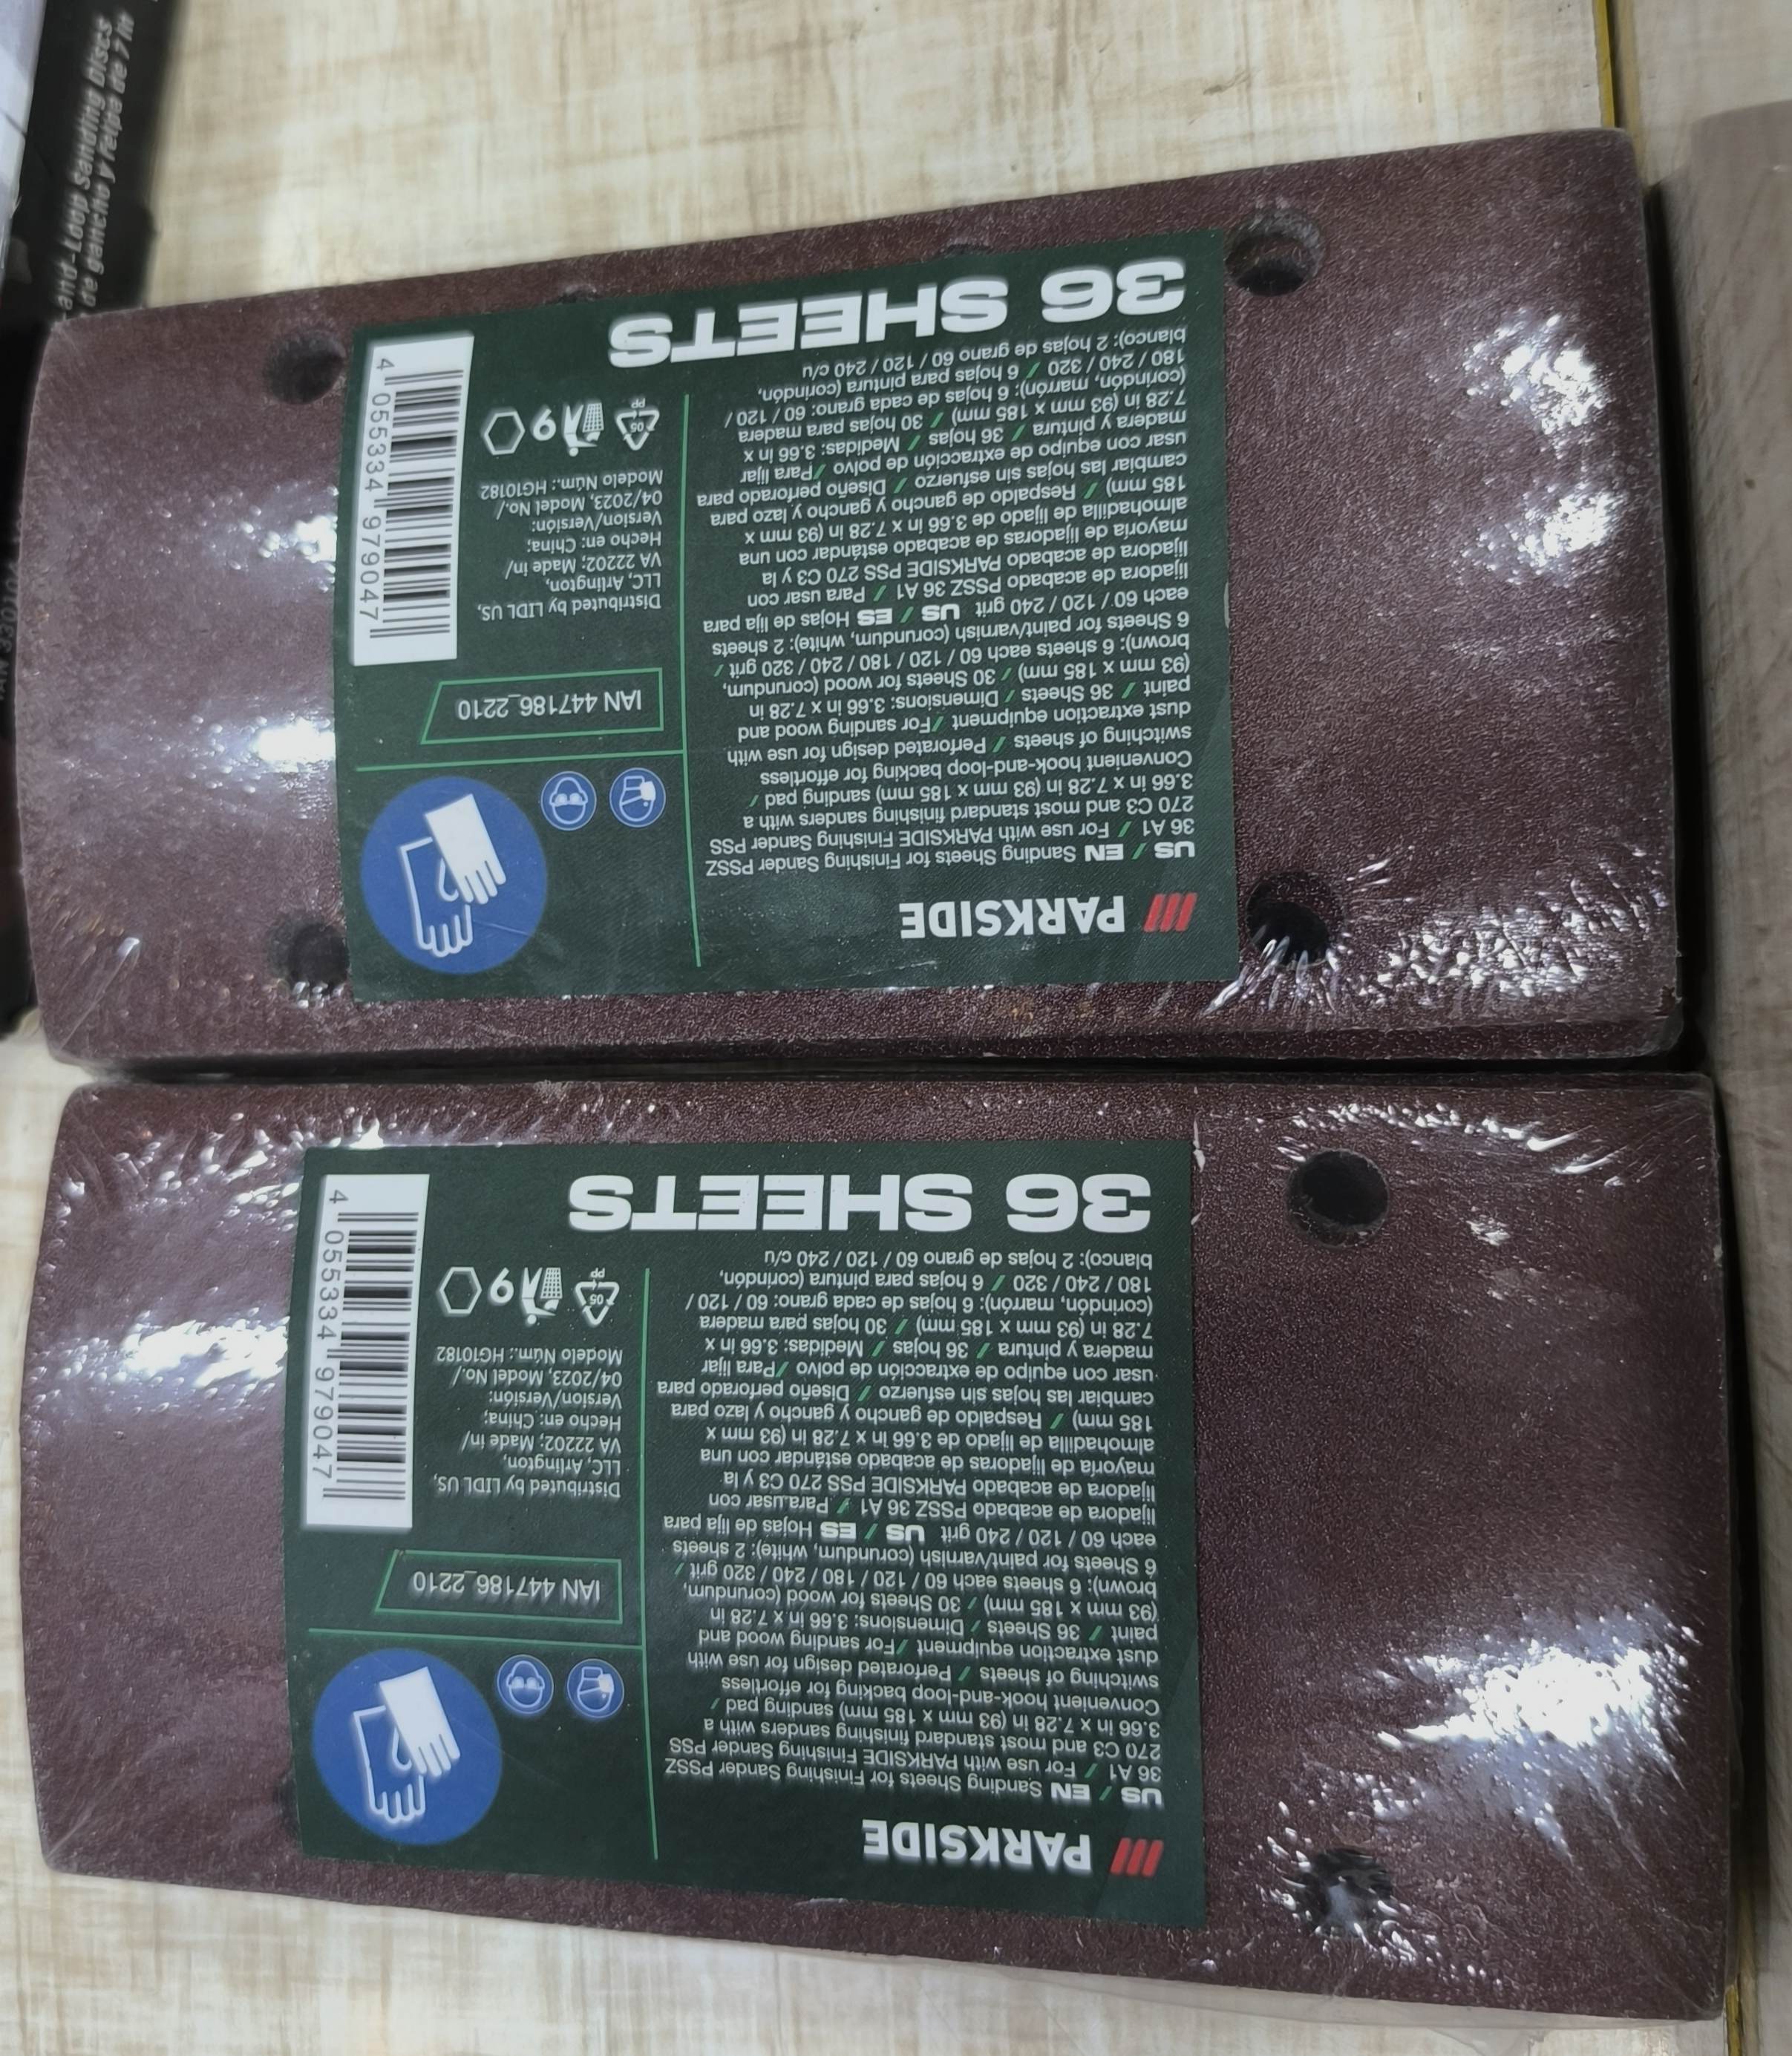 and-Loop Sanding Discs
de gancho y felpa de 7 in
PARKSIDE
US / EN Sanding Sheets for Finishing Sander PSSZ
36 A1 / For use with PARKSIDE Finishing Sander PSS
270 C3 and most standard finishing sanders with a
3.66 in x 7.28 in (93 mm x 185 mm) sanding pad /
Convenient hook-and-loop backing for effortless
switching of sheets / Perforated design for use with
dust extraction equipment / For sanding wood and
paint / 36 Sheets / Dimensions: 3.66 in x 7.28 in
(93 mm x 185 mm) / 30 Sheets for wood (corundum,
brown); 6 sheets each 60 / 120 / 180 / 240 / 320 grit /
6 Sheets for paint/varnish (corundum, white); 2 sheets
each 60 / 120 / 240 grit US / ES Hojas de lija para
lijadora de acabado PSSZ 36 A1 / Para usar con
lijadora de acabado PARKSIDE PSS 270 C3 y la
mayoría de lijadoras de acabado estándar con una
almohadilla de lijado de 3.66 in x 7.28 in (93 mm x
185 mm) / Respaldo de gancho y gancho y lazo para
cambiar las hojas sin esfuerzo / Diseño perforado para
usar con equipo de extracción de polvo / Para lijar
madera y pintura / 36 hojas / Medidas: 3.66 in x
7.28 in (93 mm x 185 mm) / 30 hojas para madera
(corindón, marrón); 6 hojas de cada grano: 60 / 120 /
180 / 240 / 320 / 6 hojas para pintura (corindón,
blanco): 2 hojas de grano 60 / 120 / 240 c/u
36 SHEETS
IAN 447186_2210
Distributed by LIDL US,
LLC, Arlington,
VA 22202; Made in/
Hecho en: China;
Version/Versión:
04/2023, Model No./
Modelo Núm.: HG10182
05
PP
9
4 055334 979047
PARKSIDE
US / EN Sanding Sheets for Finishing Sander PSSZ
36 A1 / For use with PARKSIDE Finishing Sander PSS
270 C3 and most standard finishing sanders with a
3.66 in x 7.28 in (93 mm x 185 mm) sanding pad /
Convenient hook-and-loop backing for effortless
switching of sheets / Perforated design for use with
dust extraction equipment / For sanding wood and
paint / 36 Sheets / Dimensions: 3.66 in x 7.28 in
(93 mm x 185 mm) / 30 Sheets for wood (corundum,
brown); 6 sheets each 60 / 120 / 180 / 240 / 320 grit /
6 Sheets for paint/varnish (corundum, white); 2 sheets
each 60 / 120 / 240 grit US / ES Hojas de lija para
lijadora de acabado PSSZ 36 A1 / Para usar con
lijadora de acabado PARKSIDE PSS 270 C3 y la
mayoría de lijadoras de acabado estándar con una
almohadilla de lijado de 3.66 in x 7.28 in (93 mm x
185 mm) / Respaldo de gancho y gancho y lazo para
cambiar las hojas sin esfuerzo / Diseño perforado para
usar con equipo de extracción de polvo / Para lijar
madera y pintura / 36 hojas / Medidas: 3.66 in x
7.28 in (93 mm x 185 mm) / 30 hojas para madera
(corindón, marrón); 6 hojas de cada grano: 60 / 120 /
180 / 240 / 320 / 6 hojas para pintura (corindón,
blanco): 2 hojas de grano 60 / 120 / 240 c/u
36 SHEETS
IAN 447186_2210
Distributed by LIDL US,
LLC, Arlington,
VA 22202; Made in/
Hecho en: China;
Version/Versión:
04/2023, Model No./
Modelo Núm.: HG10182
05
PP
9
4 055334 979047